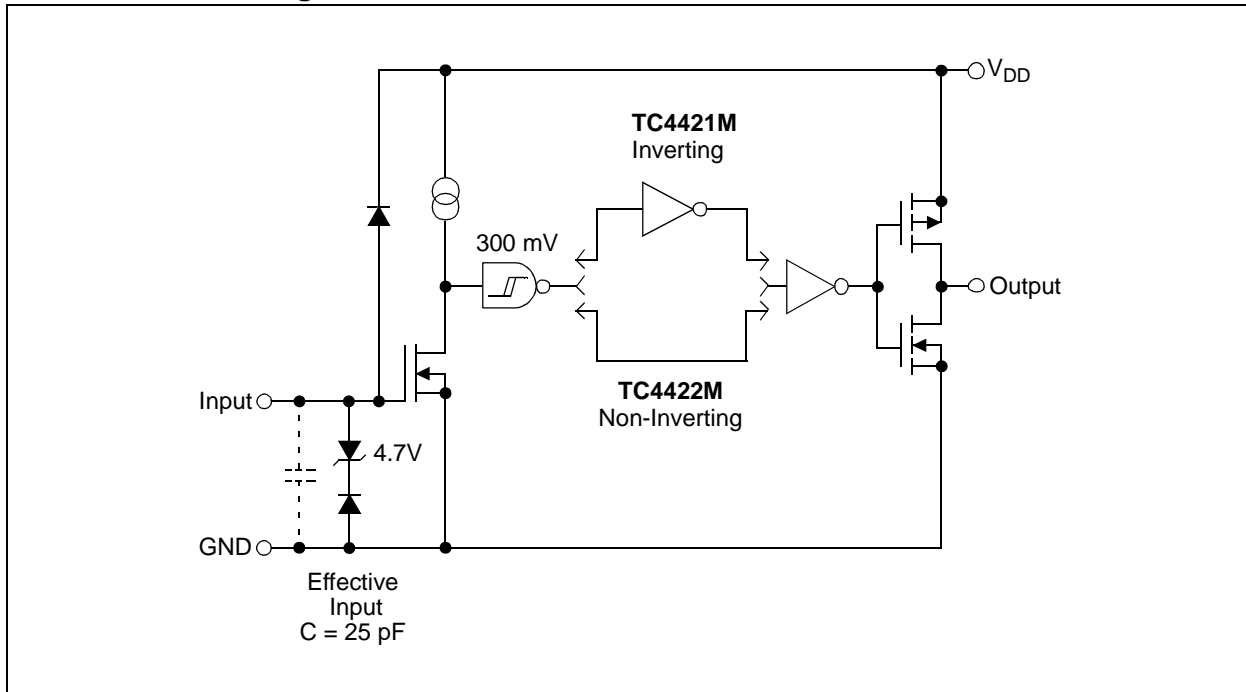 V_DD
TC4421M
Inverting
300 mV
Output
Input
TC4422M
Non-Inverting
4.7V
GND
Effective
Input
C = 25 pF